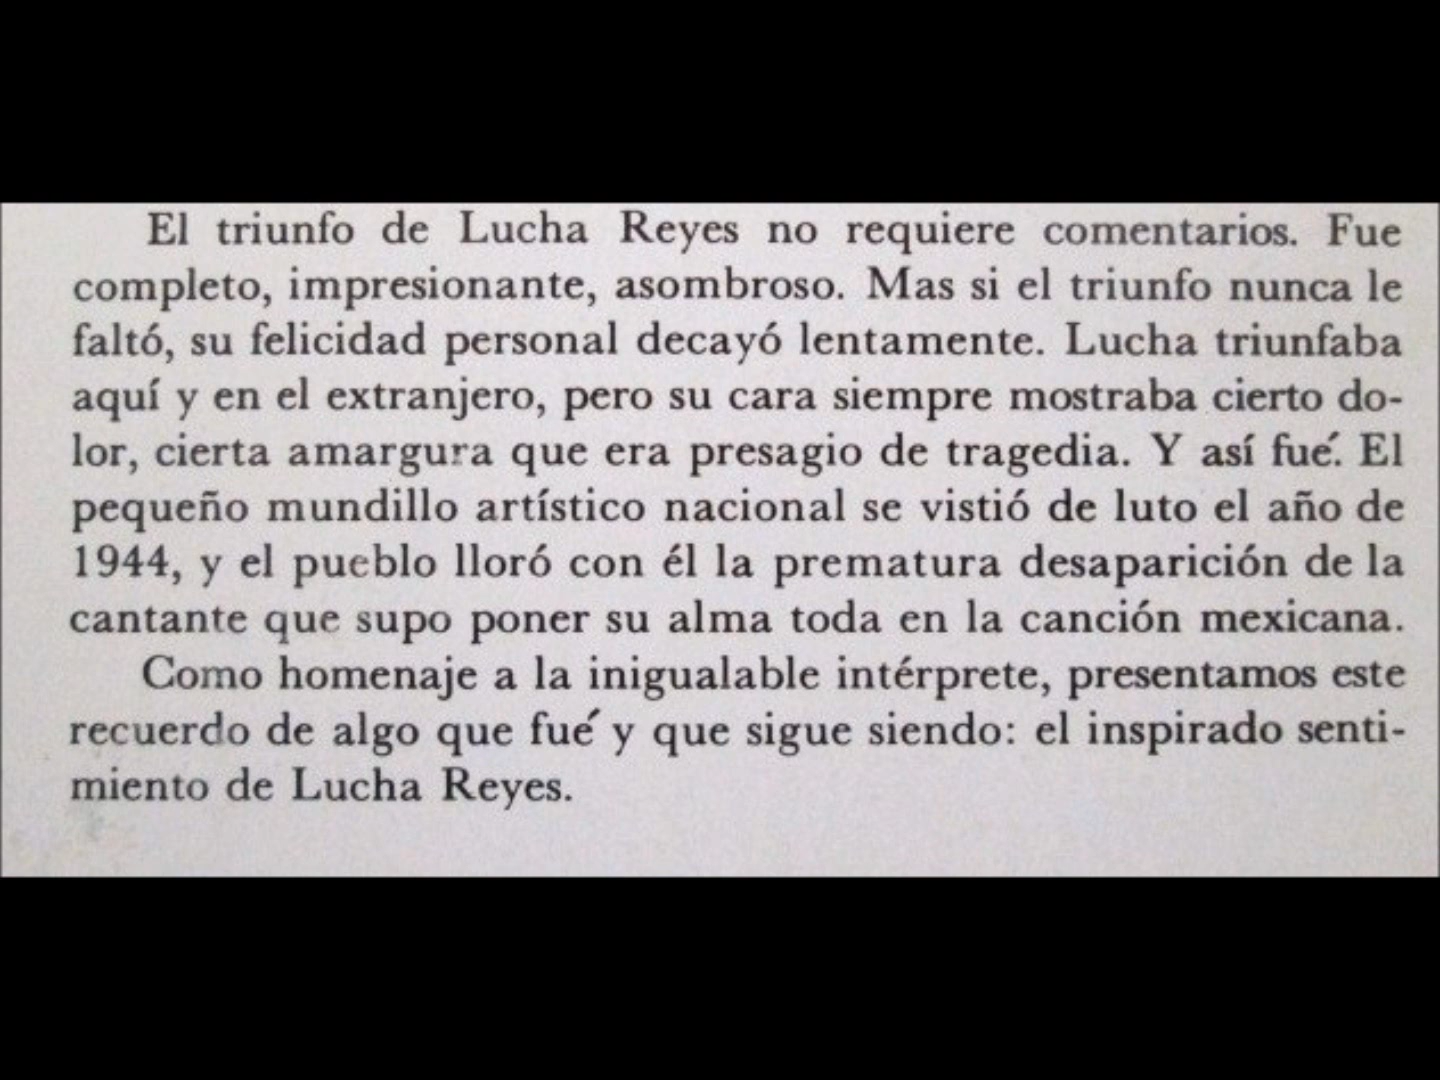 El triunfo de Lucha Reyes no requiere comentarios. Fue
completo, impresionante, asombroso. Mas si el triunfo nunca le
faltó, su felicidad personal decayó lentamente. Lucha triunfaba
aquí y en el extranjero, pero su cara siempre mostraba cierto do-
lor, cierta amargura que era presagio de tragedia. Y así fué. El
pequeño mundillo artístico nacional se vistió de luto el año de
1944, y el pueblo lloró con él la prematura desaparición de la
cantante que supo poner su alma toda en la canción mexicana.
Como homenaje a la inigualable intérprete, presentamos este
recuerdo de algo que fué y que sigue siendo: el inspirado senti-
miento de Lucha Reyes.